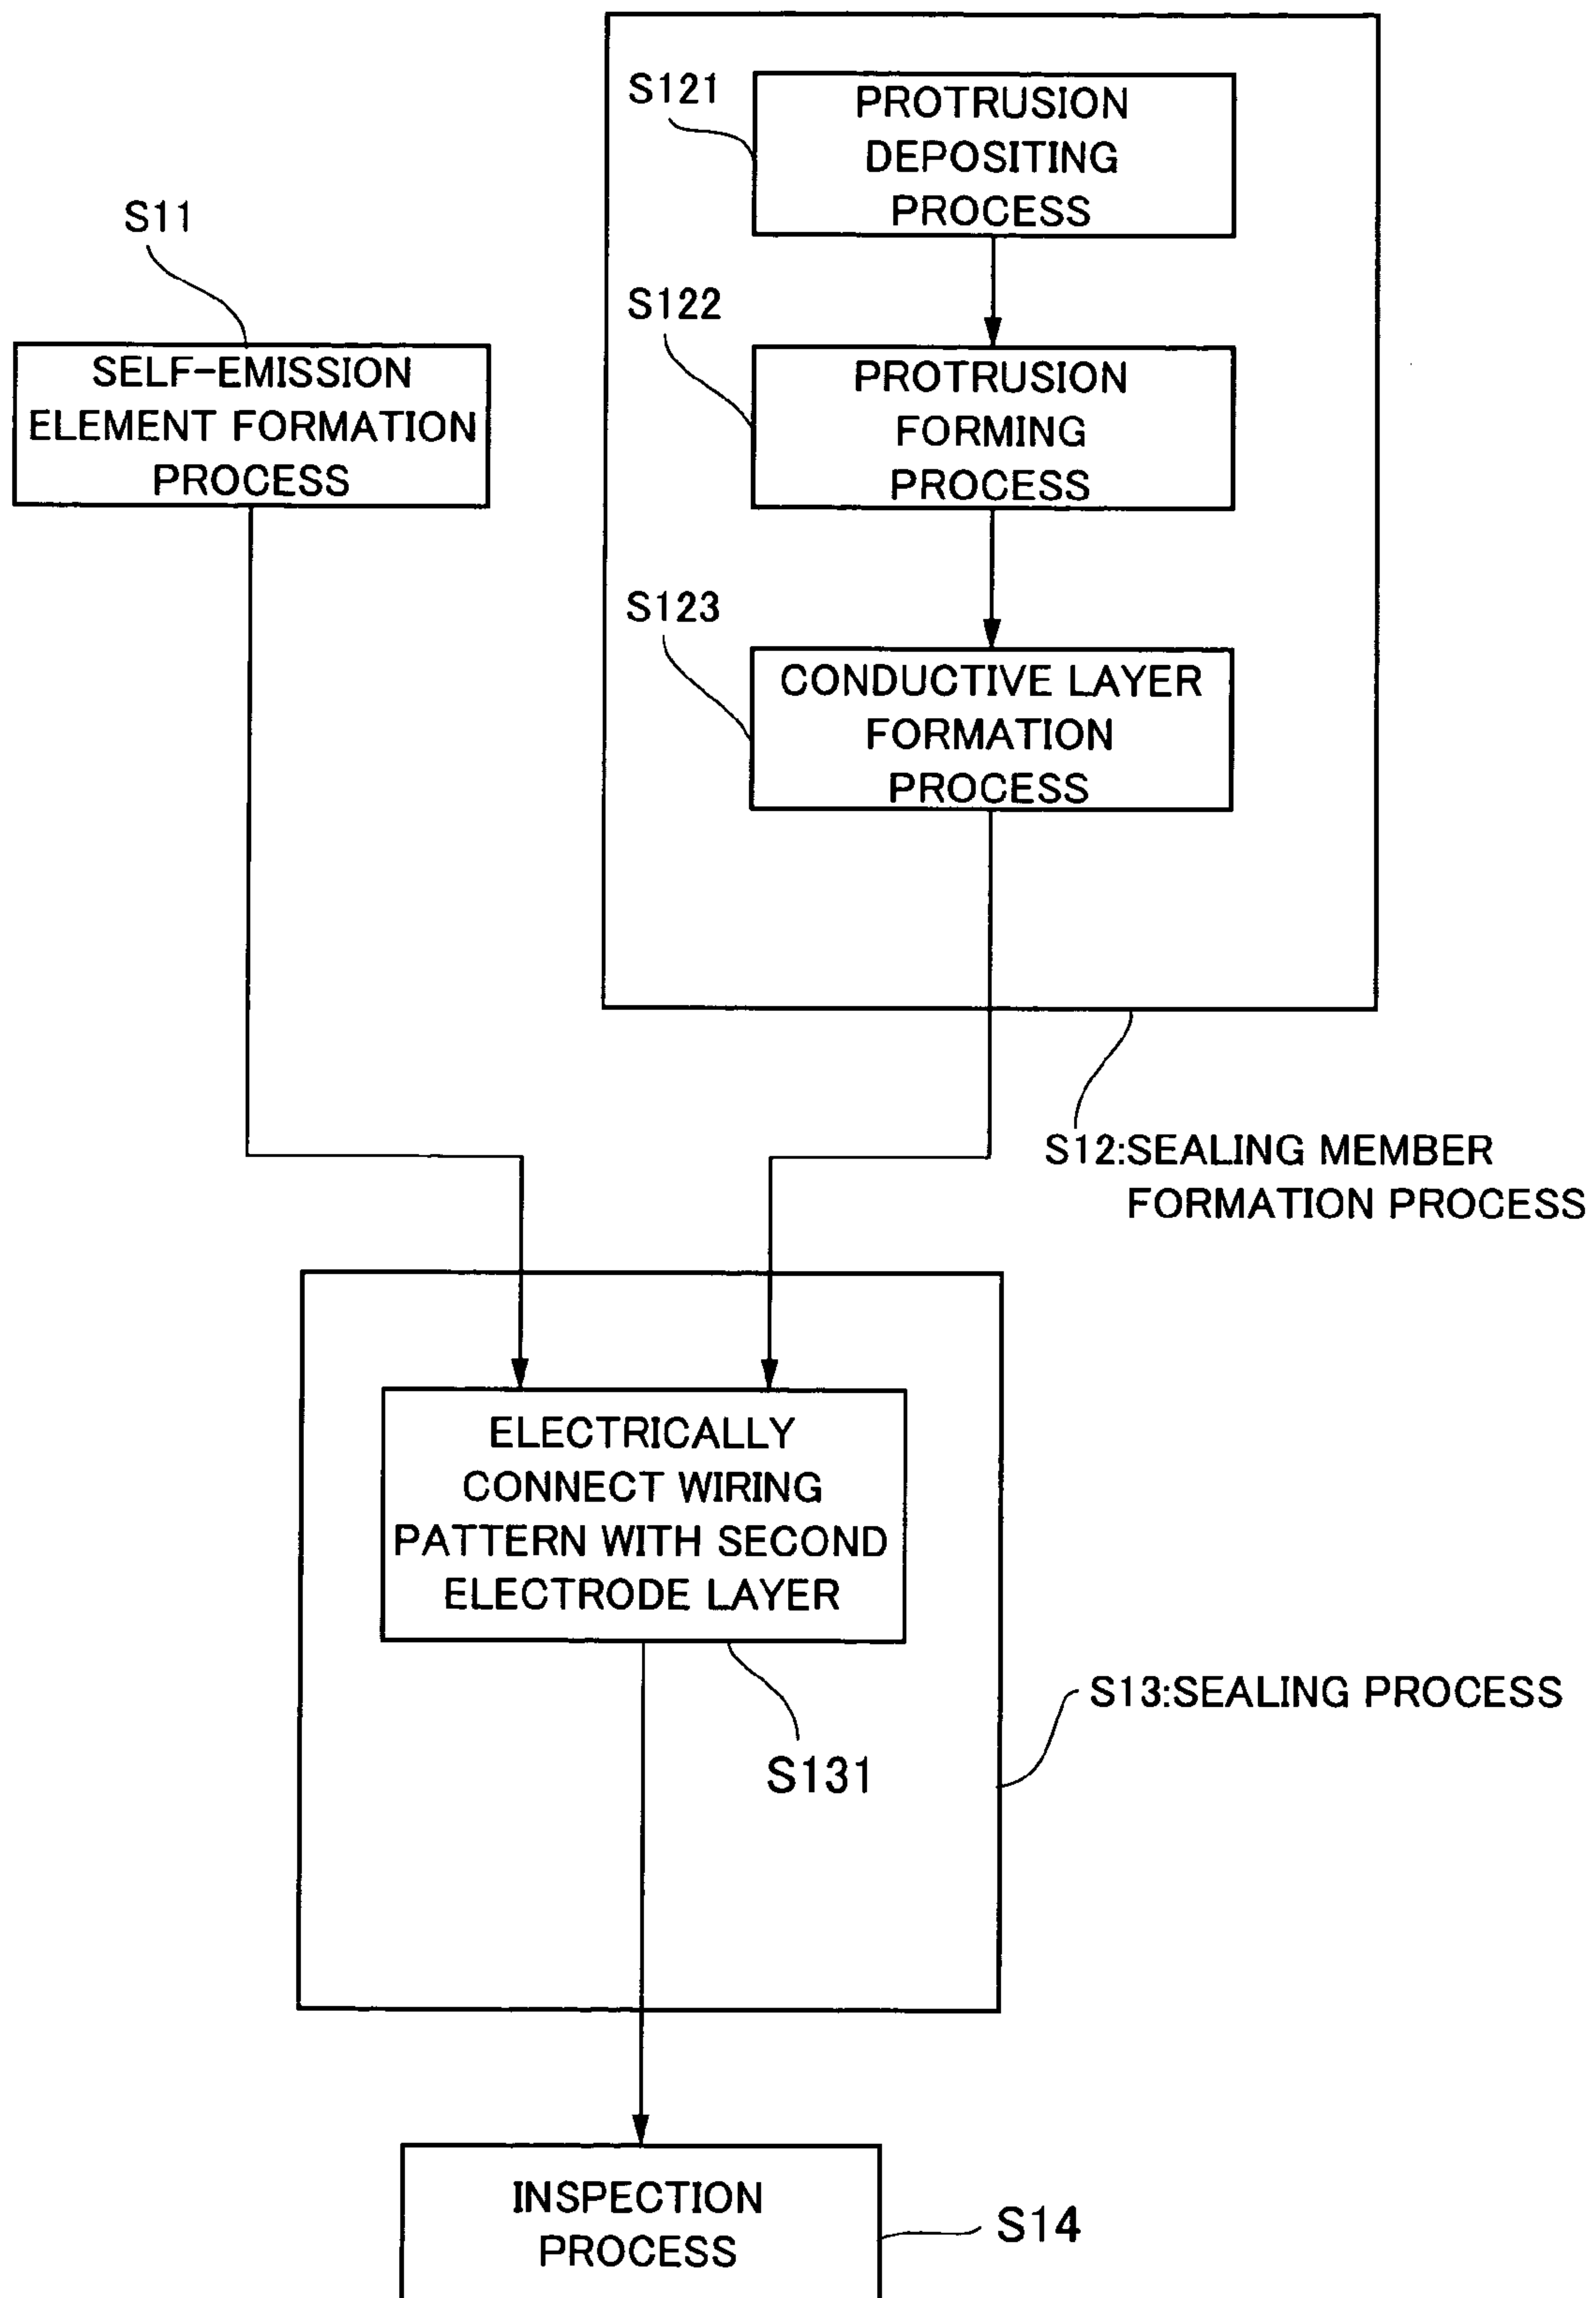 S121
PROTRUSION
DEPOSITING
PROCESS
S11
SELF-EMISSION
ELEMENT FORMATION
PROCESS
S122
PROTRUSION
FORMING
PROCESS
S123
CONDUCTIVE LAYER
FORMATION
PROCESS
S12:SEALING MEMBER
FORMATION PROCESS
ELECTRICALLY
CONNECT WIRING
PATTERN WITH SECOND
ELECTRODE LAYER
S131
S13:SEALING PROCESS
INSPECTION
PROCESS
S14